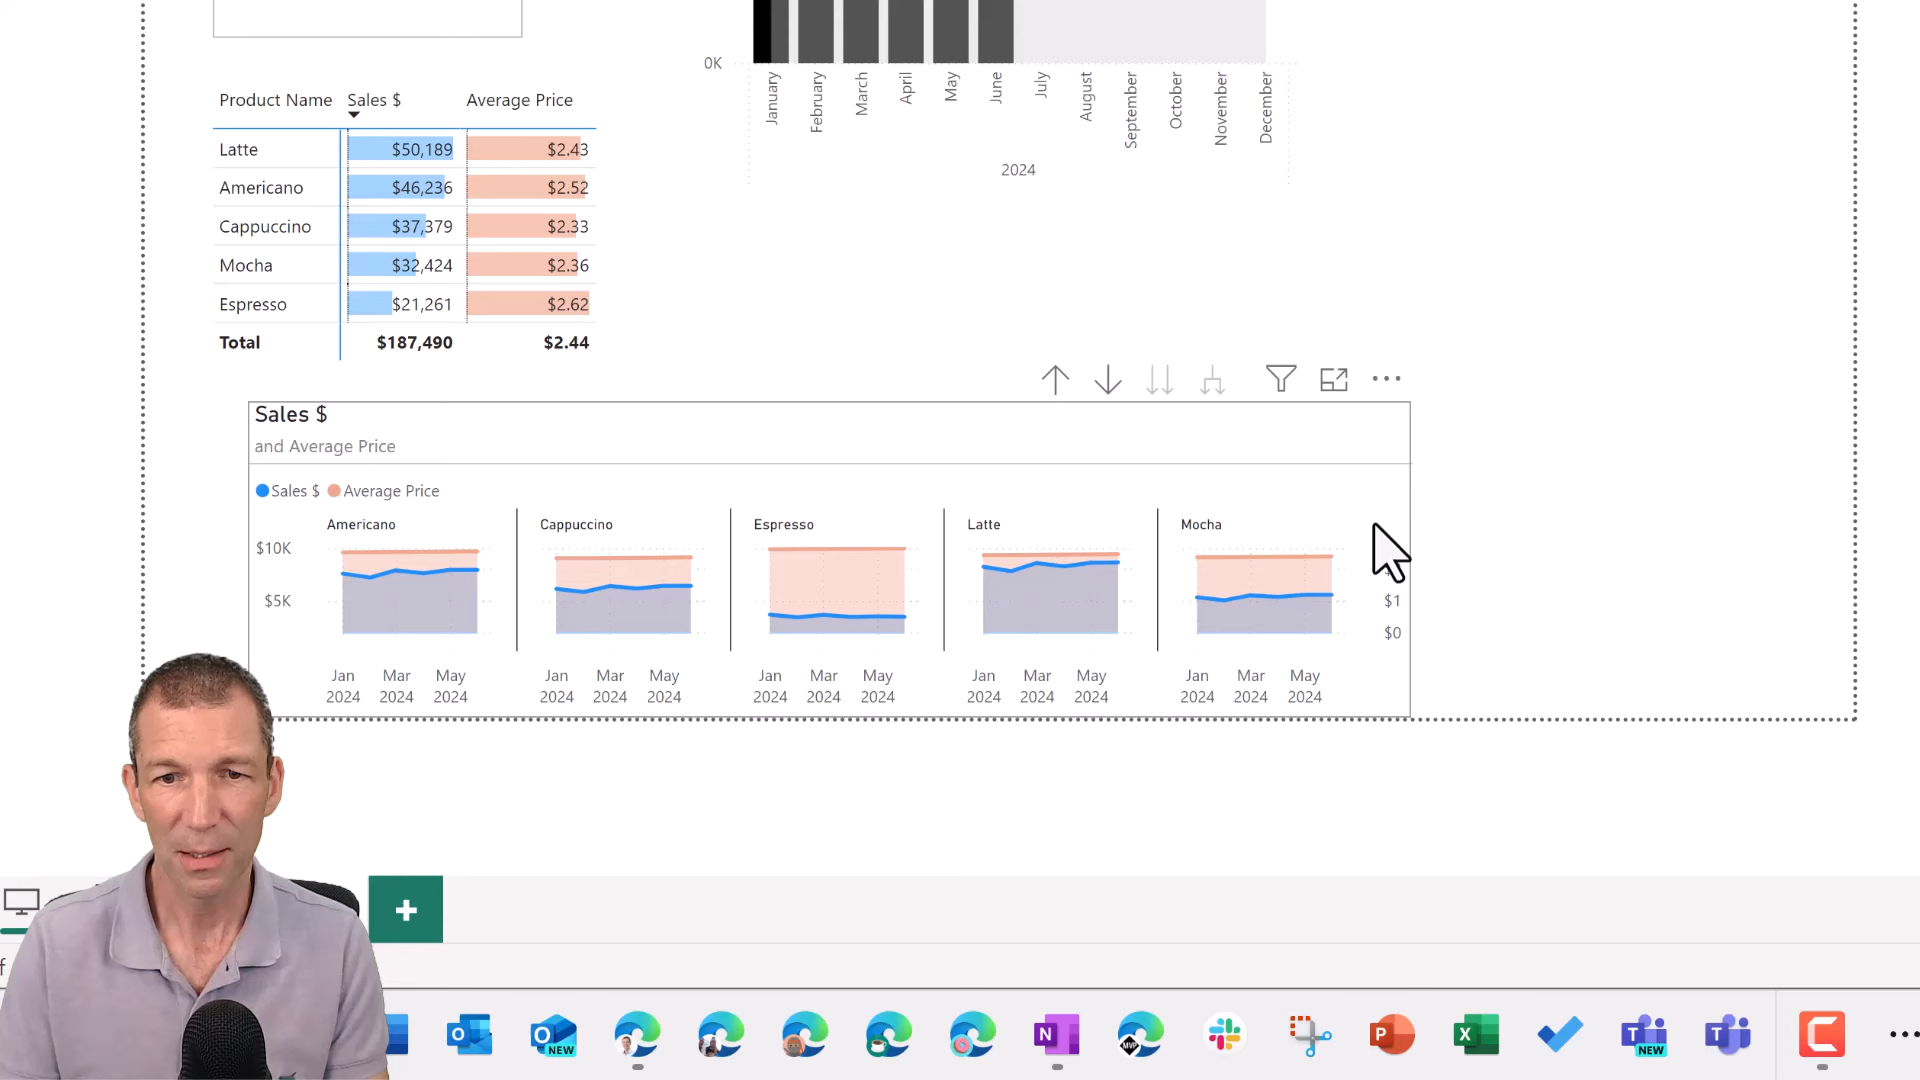 0K
January
February
March
April
May
June
July
August
September
October
November
December
2024
Product Name Sales $ Average Price
Latte $50,189 $2.43
Americano $46,236 $2.52
Cappuccino $37,379 $2.33
Mocha $32,424 $2.36
Espresso $21,261 $2.62
Total $187,490 $2.44
Sales $
and Average Price
Sales $ Average Price
Americano Cappuccino Espresso Latte Mocha
$10K
$5K $1
$0
Jan Mar May Jan Mar May Jan Mar May Jan Mar May Jan Mar May
2024 2024 2024 2024 2024 2024 2024 2024 2024 2024 2024 2024 2024 2024 2024
f
O O NEW N MVP P X NEW T T C